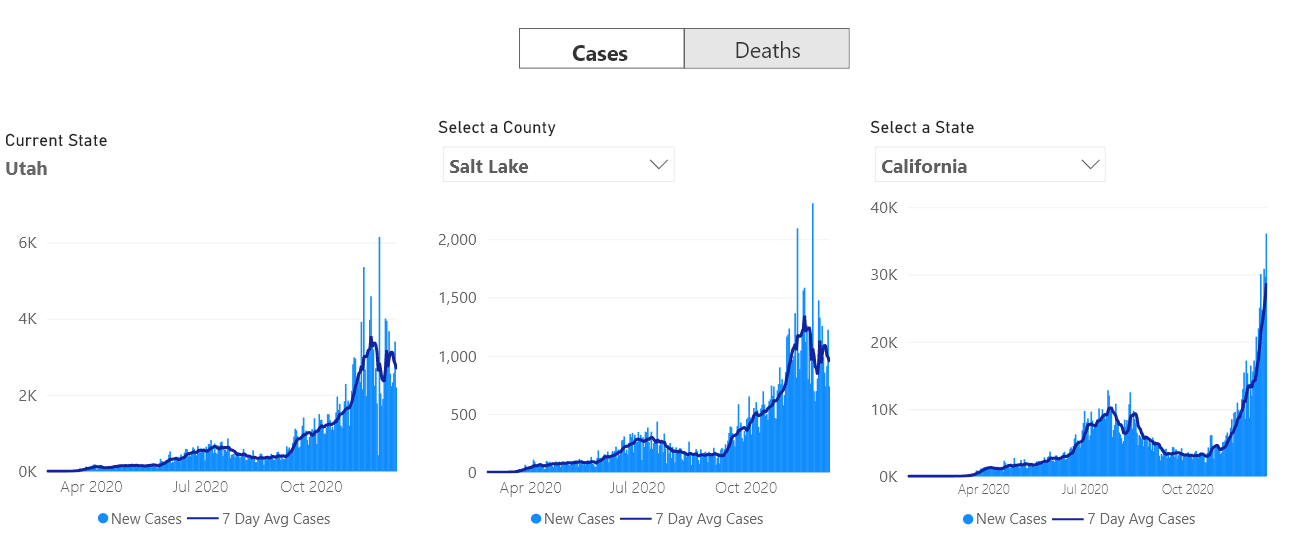 Cases Deaths
Current State
Utah
6K
4K
2K
0K
Apr 2020 Jul 2020 Oct 2020
New Cases 7 Day Avg Cases
Select a County
Salt Lake
2,000
1,500
1,000
500
0
Apr 2020 Jul 2020 Oct 2020
New Cases 7 Day Avg Cases
Select a State
California
40K
30K
20K
10K
0K
Apr 2020 Jul 2020 Oct 2020
New Cases 7 Day Avg Cases